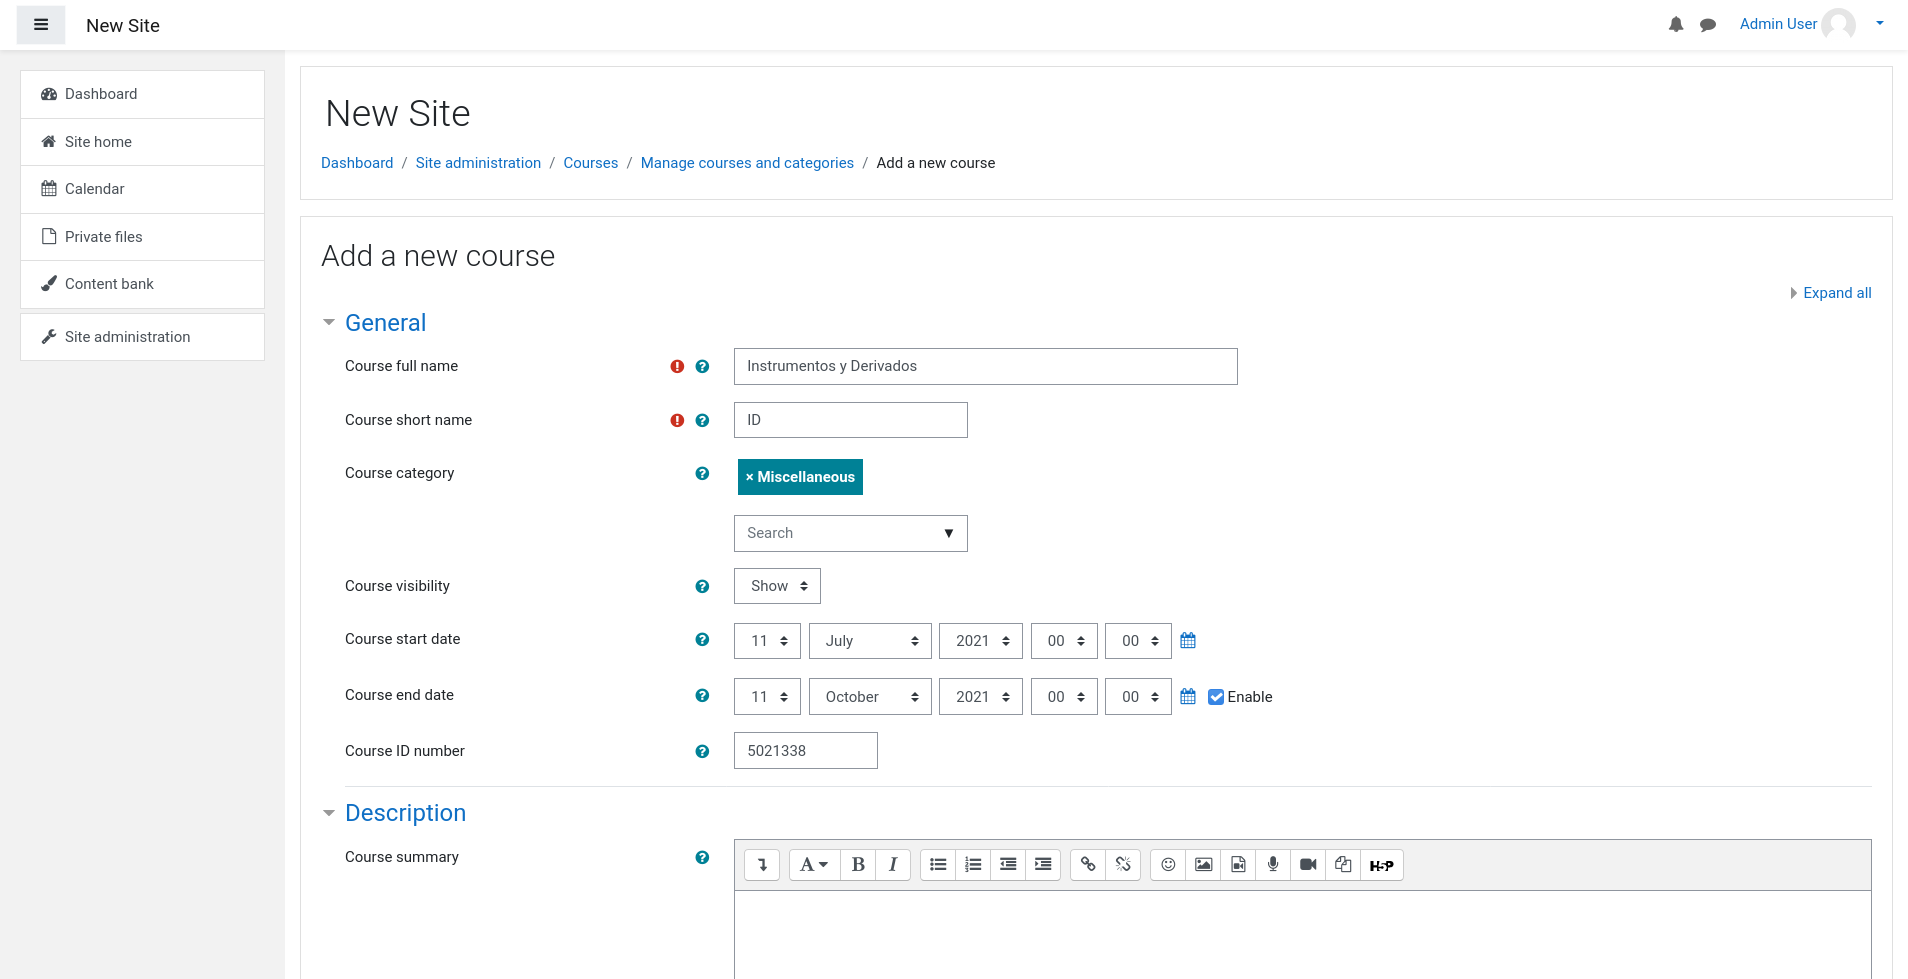 New Site
Admin User
Dashboard
Site home
Calendar
Private files
Content bank
Site administration
New Site
Dashboard / Site administration / Courses / Manage courses and categories / Add a new course
Add a new course
Expand all
General
Course full name ! ? Instrumentos y Derivados
Course short name ! ? ID
Course category ? × Miscellaneous
Search ▼
Course visibility ? Show
Course start date ? 11 July 2021 00 00
Course end date ? 11 October 2021 00 00 Enable
Course ID number ? 5021338
Description
Course summary ?
A B I H5P